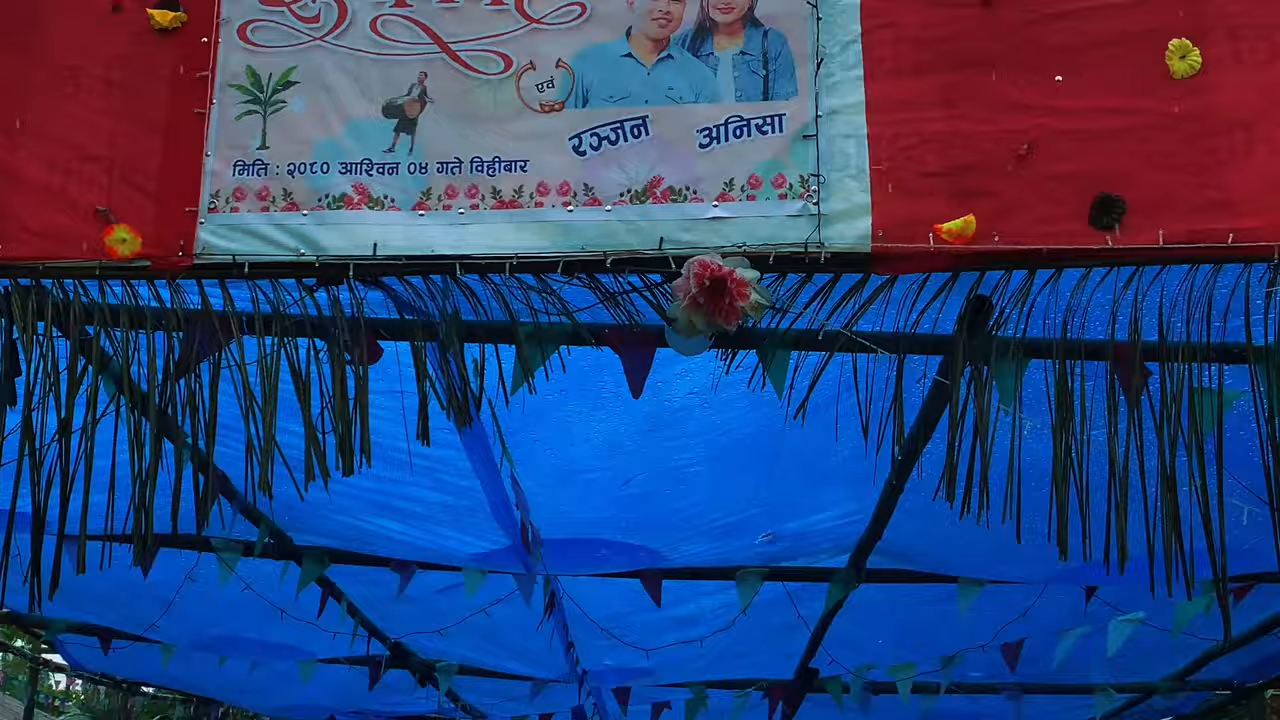 एवं
रञ्जन अनिसा
मिति : २०८० आश्विन ०४ गते विहीबार